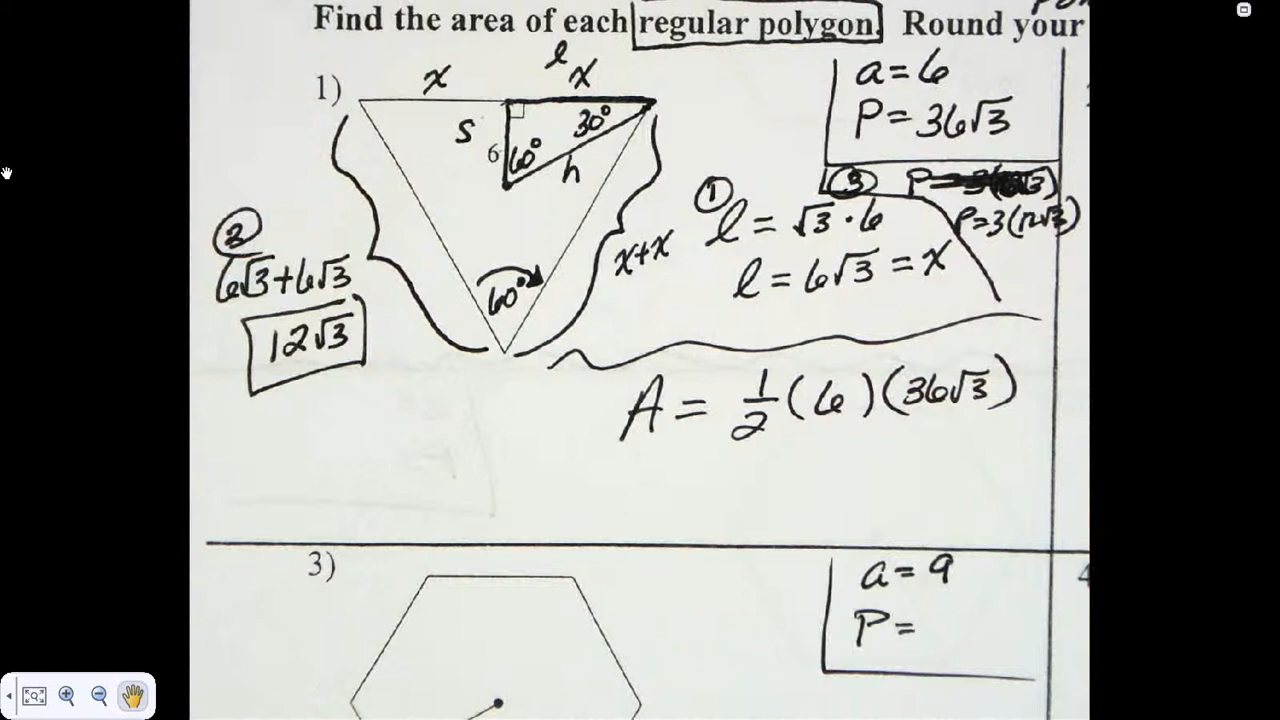 Find the area of each regular polygon. Round your
1)
x
l
x
S
6
60°
30°
h
60°
x+x
②
6√3+6√3
12√3
a=6
P=36√3
③ P=3(12√3)
① l = √3·6
l = 6√3 = x
A = 1/2 (6)(36√3)
3)
a=9
P=